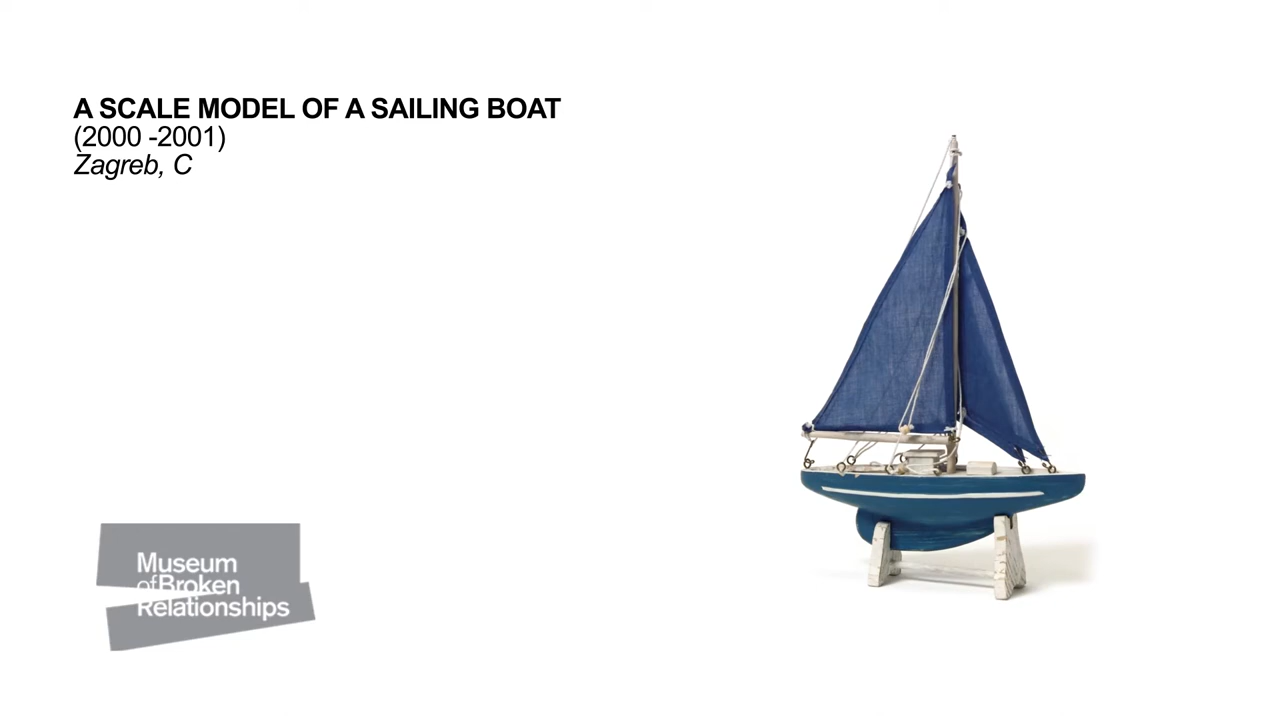 A SCALE MODEL OF A SAILING BOAT
(2000 -2001)
Zagreb, C
Museum
of Broken
Relationships